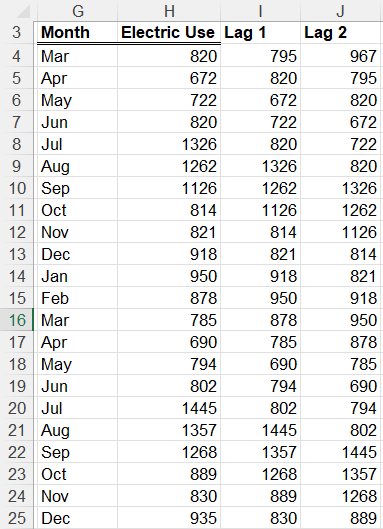 G H I J
3 Month Electric Use Lag 1 Lag 2
4 Mar 820 795 967
5 Apr 672 820 795
6 May 722 672 820
7 Jun 820 722 672
8 Jul 1326 820 722
9 Aug 1262 1326 820
10 Sep 1126 1262 1326
11 Oct 814 1126 1262
12 Nov 821 814 1126
13 Dec 918 821 814
14 Jan 950 918 821
15 Feb 878 950 918
16 Mar 785 878 950
17 Apr 690 785 878
18 May 794 690 785
19 Jun 802 794 690
20 Jul 1445 802 794
21 Aug 1357 1445 802
22 Sep 1268 1357 1445
23 Oct 889 1268 1357
24 Nov 830 889 1268
25 Dec 935 830 889